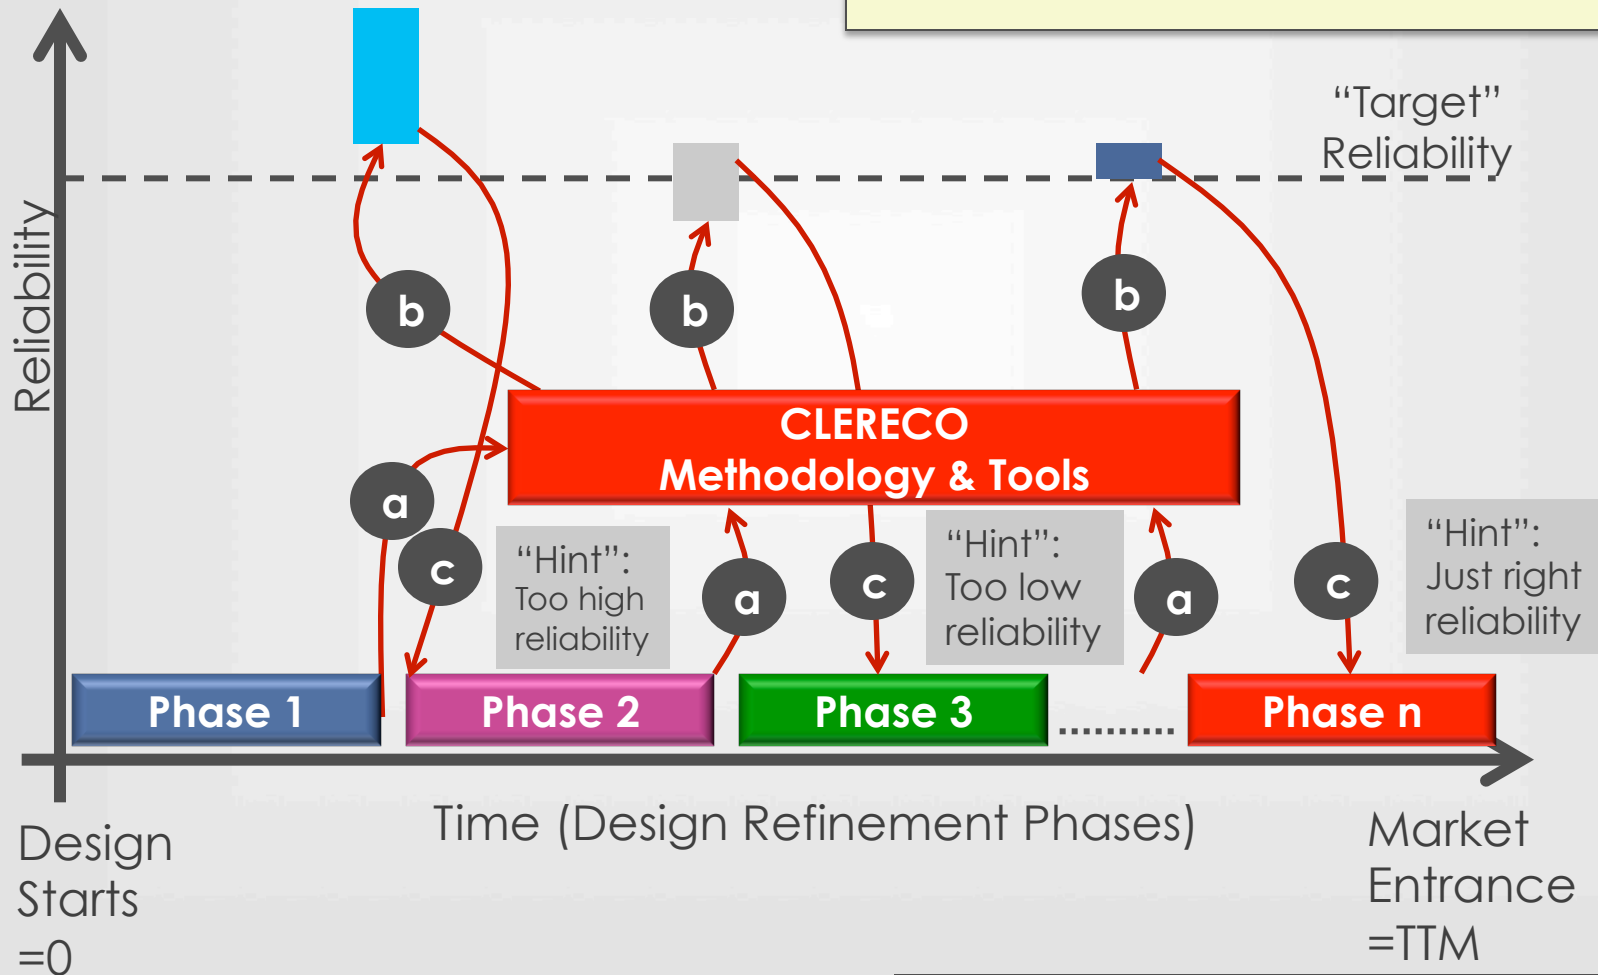 “Target”
Reliability
Reliability
b
b
b
CLERECO
Methodology & Tools
a
c
“Hint”:
Too high
reliability
a
c
“Hint”:
Too low
reliability
a
c
“Hint”:
Just right
reliability
Phase 1
Phase 2
Phase 3
...........
Phase n
Design
Starts
=0
Time (Design Refinement Phases)
Market
Entrance
=TTM